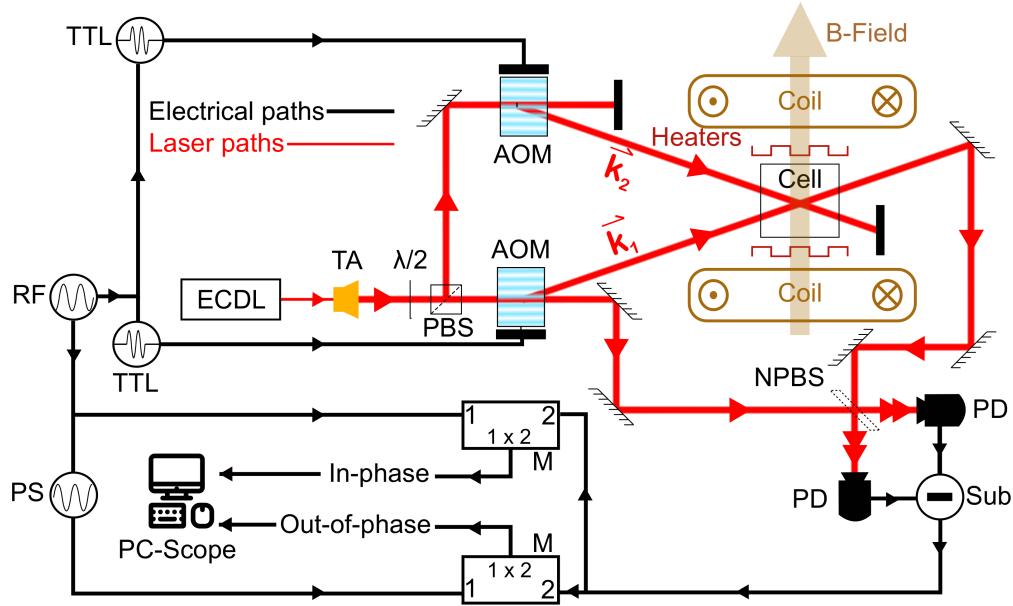 TTL
B-Field
Coil
Electrical paths
Laser paths
AOM
Heaters
k₂
Cell
k₁
AOM
TA
λ/2
RF
ECDL
PBS
Coil
TTL
NPBS
PD
1 2
1 x 2
M
In-phase
PS
PD
Sub
Out-of-phase
M
PC-Scope
1 x 2
1 2